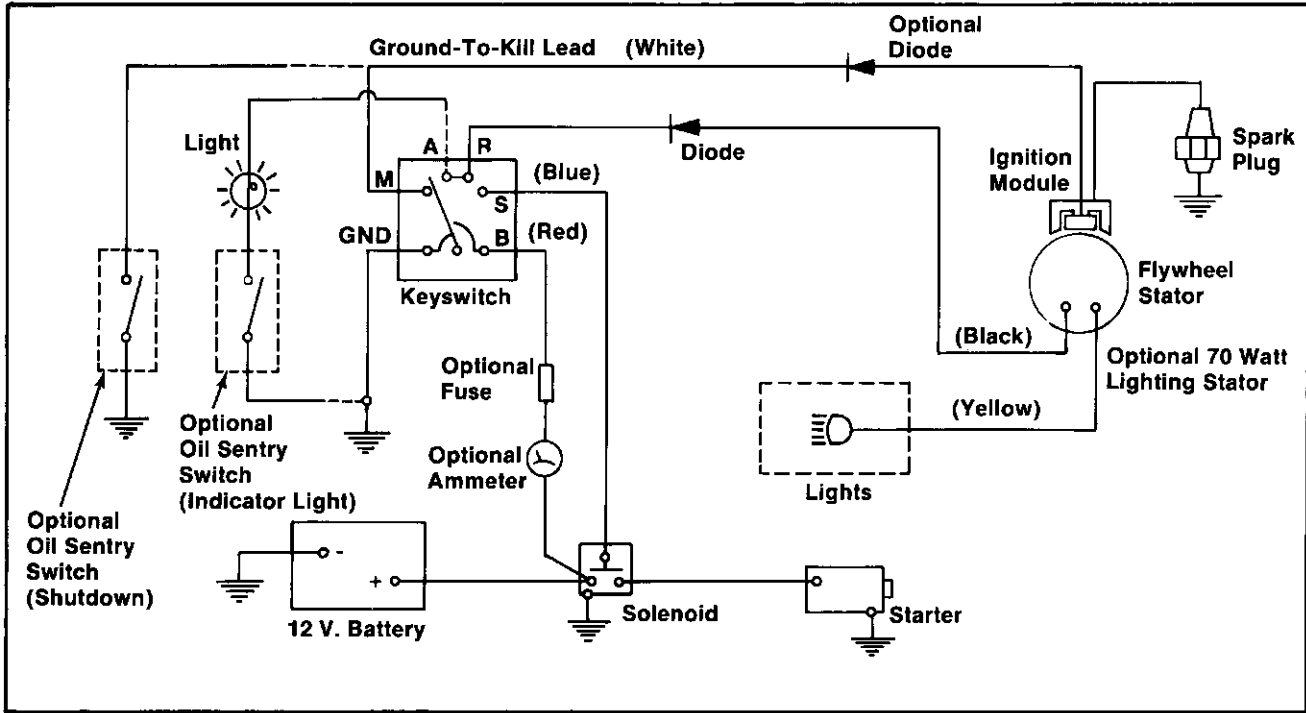 Ground-To-Kill Lead (White)
Optional
Diode
Light
A
R
Diode
M
(Blue)
S
GND
B
(Red)
Keyswitch
Ignition
Module
Spark
Plug
Flywheel
Stator
(Black)
Optional 70 Watt
Lighting Stator
(Yellow)
Lights
Optional
Fuse
Optional
Ammeter
Optional
Oil Sentry
Switch
(Indicator Light)
Optional
Oil Sentry
Switch
(Shutdown)
-
+
12 V. Battery
Solenoid
Starter